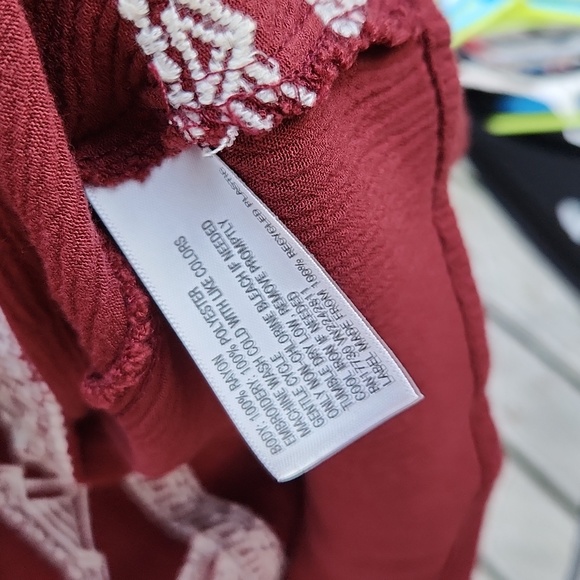 BODY: 100% RAYON
EMBROIDERY: 100% POLYESTER
MACHINE WASH COLD WITH LIKE COLORS
GENTLE CYCLE
ONLY NON-CHLORINE BLEACH IF NEEDED
TUMBLE DRY LOW, REMOVE PROMPTLY
COOL IRON IF NEEDED
LABEL MADE FROM 100% RECYCLED PLASTIC